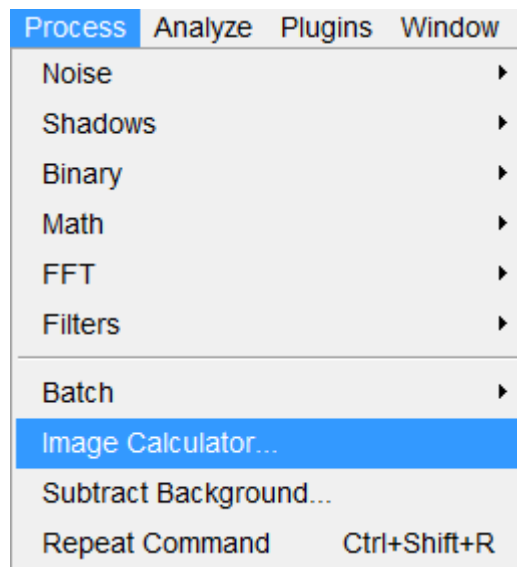 Process Analyze Plugins Window
Noise
Shadows
Binary
Math
FFT
Filters
Batch
Image Calculator...
Subtract Background...
Repeat Command Ctrl+Shift+R